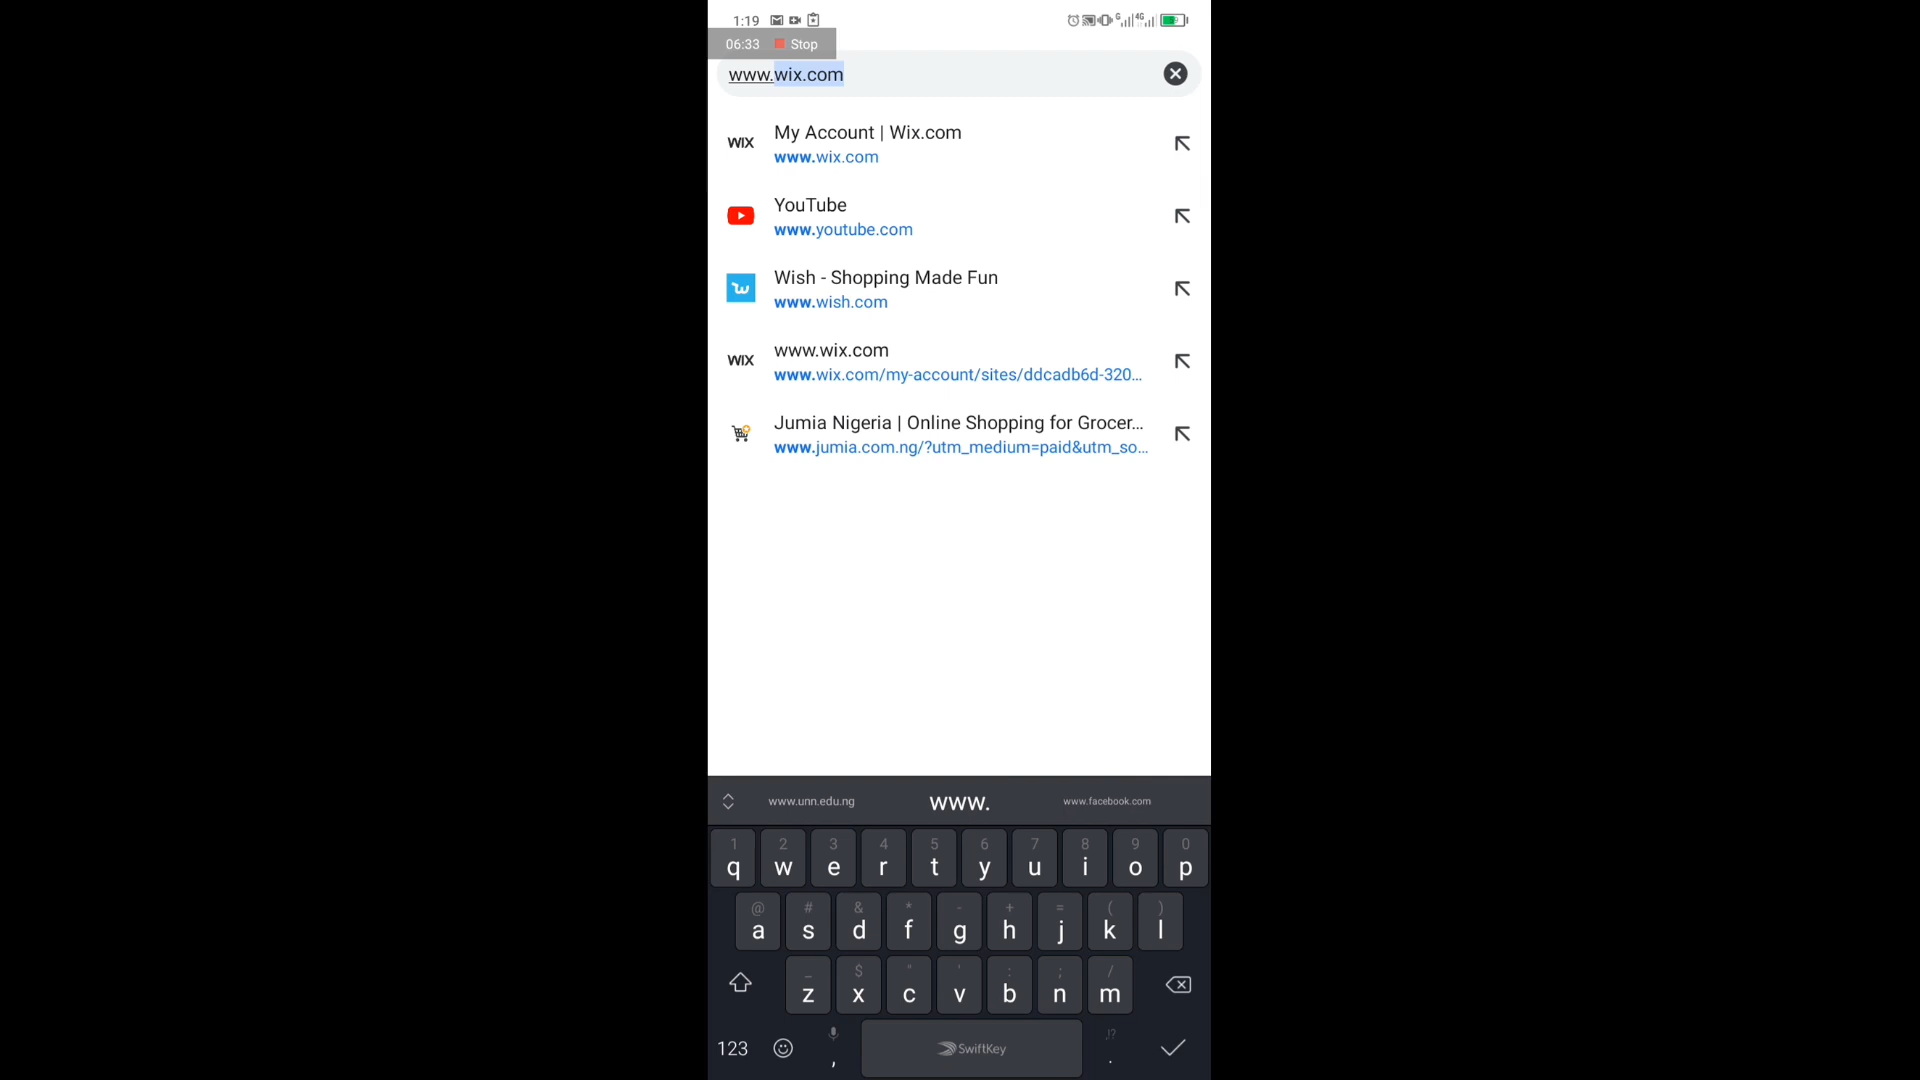 1:19 G 4G
06:33 Stop
www.wix.com
WIX My Account | Wix.com
www.wix.com
YouTube
www.youtube.com
Wish - Shopping Made Fun
www.wish.com
WIX www.wix.com
www.wix.com/my-account/sites/ddcadb6d-320...
Jumia Nigeria | Online Shopping for Grocer...
www.jumia.com.ng/?utm_medium=paid&utm_so...
www.unn.edu.ng www. www.facebook.com
1 2 3 4 5 6 7 8 9 0
q w e r t y u i o p
@ # & * - + = ( )
a s d f g h j k l
_ $ " ' : ; /
z x c v b n m
!?
123 , SwiftKey .